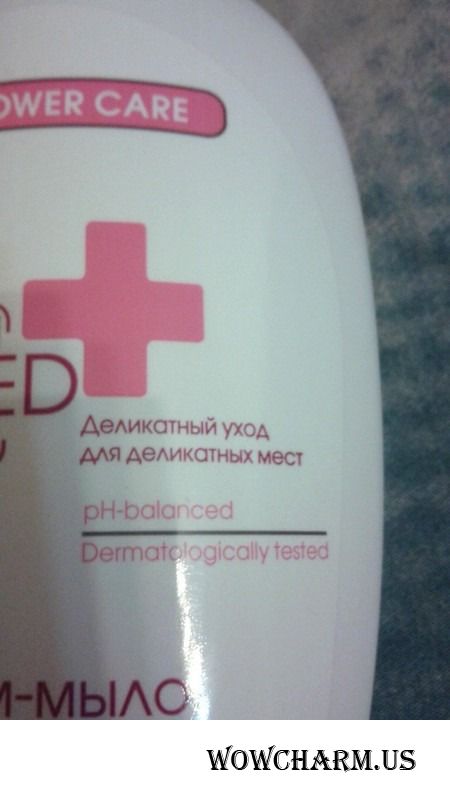 OWER CARE
ED
Деликатный уход
для деликатных мест
pH-balanced
Dermatologically tested
м-мыло
WOWCHARM.US